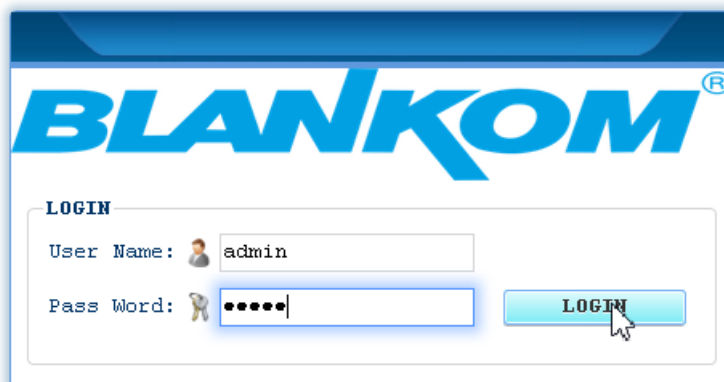 BLANKOM®
LOGIN
User Name: admin
Pass Word: ●●●●●
LOGIN